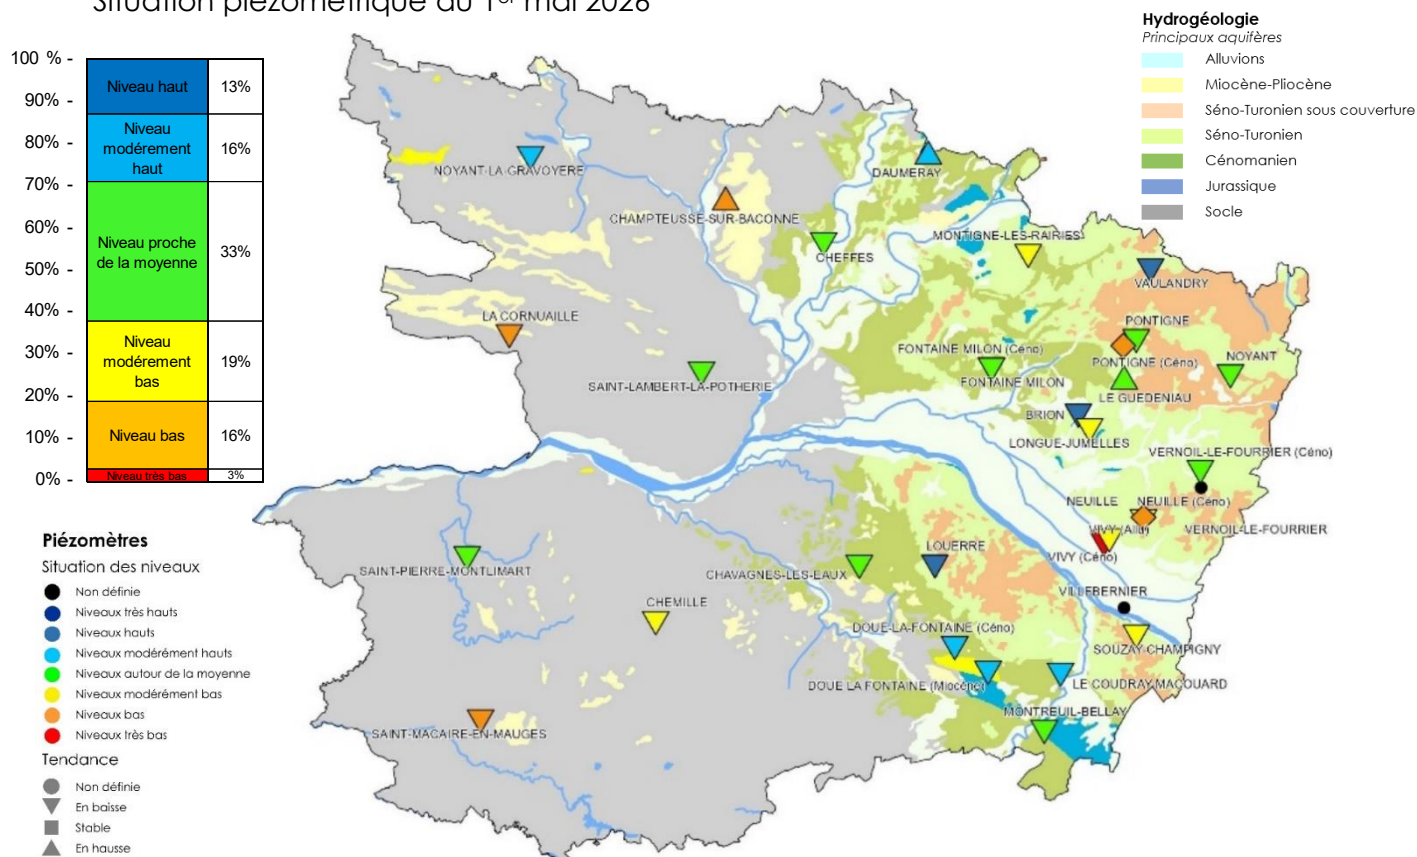 Situation piézométrique du 1er mai 2026
100 % -
90% -
80% -
70% -
60% -
50% -
40% -
30% -
20% -
10% -
0% -
Niveau haut
13%
Niveau
modérement
haut
16%
Niveau proche
de la moyenne
33%
Niveau
modérement
bas
19%
Niveau bas
16%
Niveau très bas
3%
Hydrogéologie
Principaux aquifères
Alluvions
Miocène-Pliocène
Séno-Turonien sous couverture
Séno-Turonien
Cénomanien
Jurassique
Socle
NOYANT-LA-GRAVOYERE
DAUMERAY
CHAMPTEUSSE-SUR-BACONNE
MONTIGNE-LES-RAIRIES
CHEFFES
VAULANDRY
LA CORNUAILLE
PONTIGNE
FONTAINE MILON (Céno)
NOYANT
PONTIGNE (Céno)
SAINT-LAMBERT-LA-POTHERIE
FONTAINE MILON
LE GUEDENIAU
BRION
LONGUE-JUMELLES
VERNOIL-LE-FOURRIER (Céno)
NEUILLE
NEUILLE (Céno)
VIVY (Allu)
VERNOIL-LE-FOURRIER
LOUERRE
VIVY (Céno)
SAINT-PIERRE-MONTLIMART
CHAVAGNES-LES-EAUX
VILLEBERNIER
CHEMILLE
DOUE-LA-FONTAINE (Céno)
SOUZAY-CHAMPIGNY
DOUE LA FONTAINE (Miocène)
LE COUDRAY-MACOUARD
MONTREUIL-BELLAY
SAINT-MACAIRE-EN-MAUGES
Piézomètres
Situation des niveaux
Non définie
Niveaux très hauts
Niveaux hauts
Niveaux modérément hauts
Niveaux autour de la moyenne
Niveaux modérément bas
Niveaux bas
Niveaux très bas
Tendance
Non définie
En baisse
Stable
En hausse